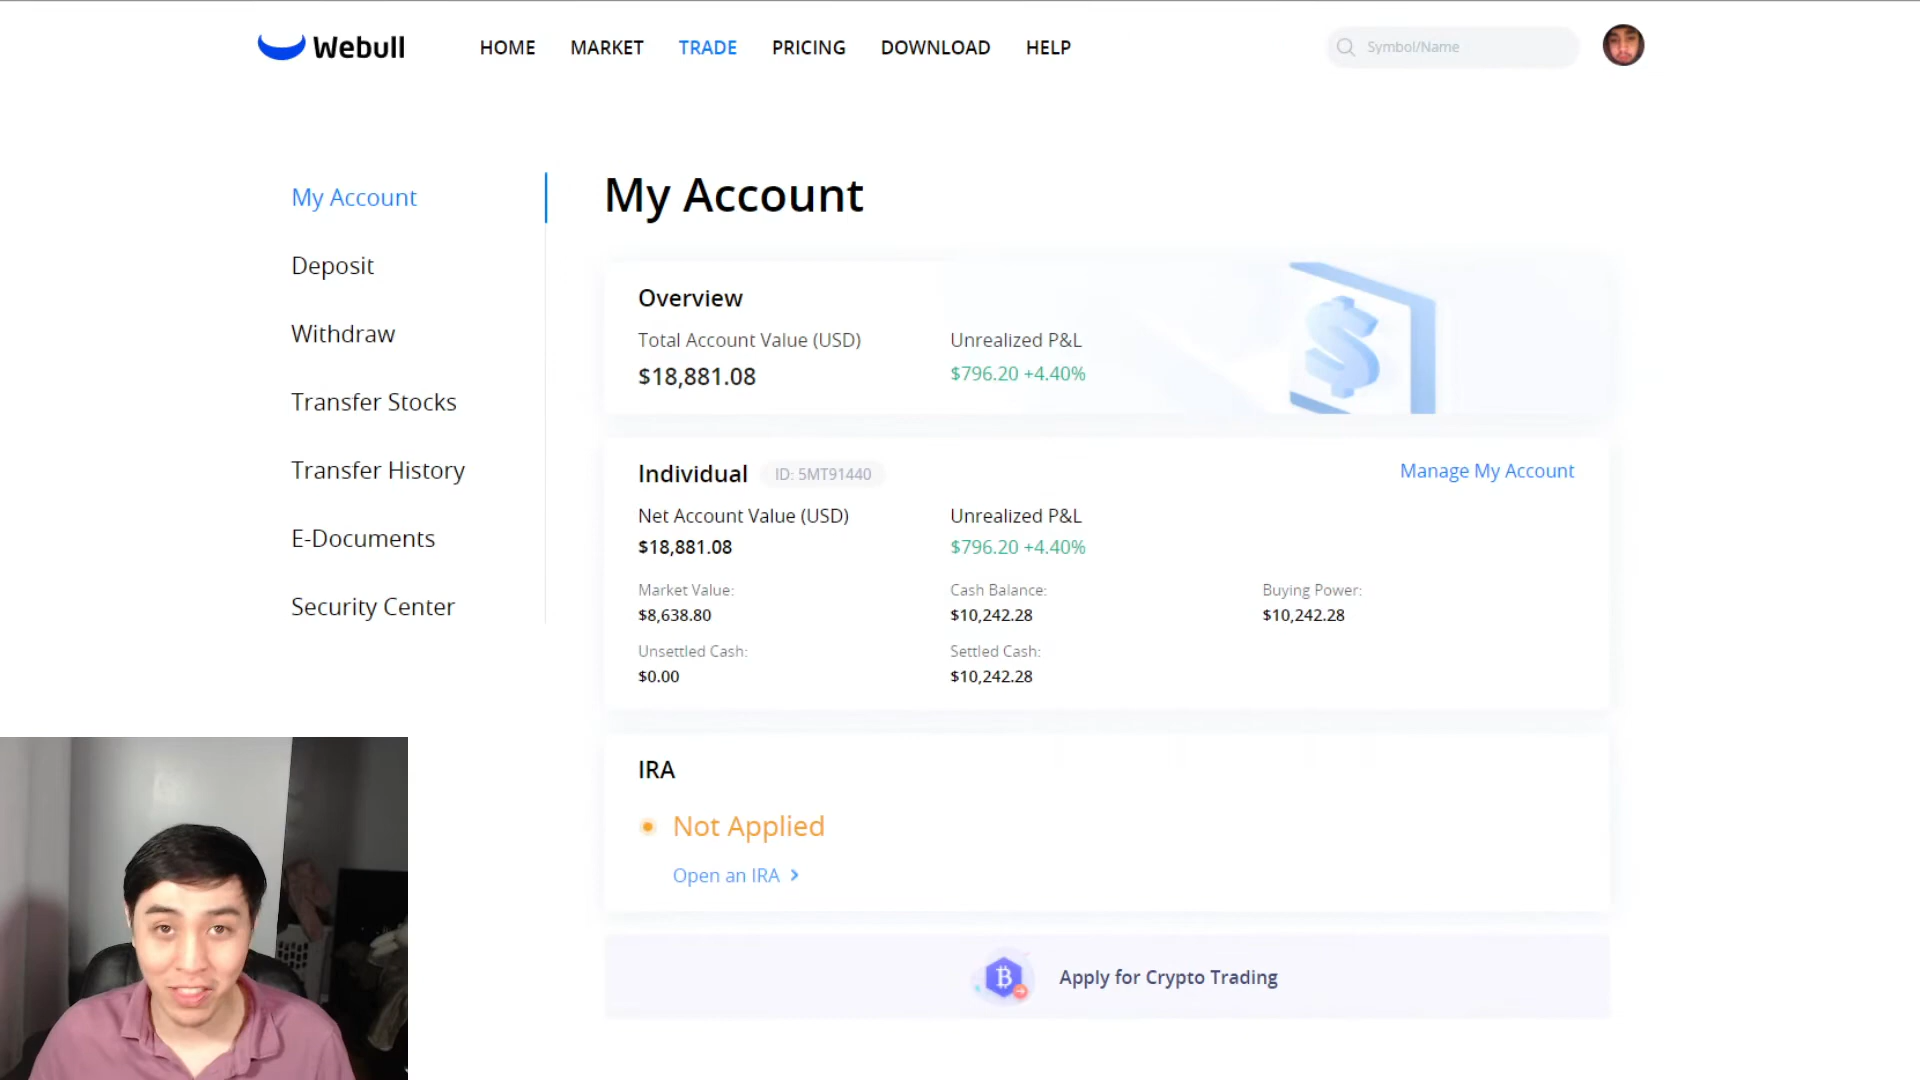 Webull
HOME
MARKET
TRADE
PRICING
DOWNLOAD
HELP
Symbol/Name
My Account
Deposit
Withdraw
Transfer Stocks
Transfer History
E-Documents
Security Center
My Account
Overview
Total Account Value (USD)
$18,881.08
Unrealized P&L
$796.20 +4.40%
Individual
ID: 5MT91440
Manage My Account
Net Account Value (USD)
$18,881.08
Unrealized P&L
$796.20 +4.40%
Market Value:
$8,638.80
Cash Balance:
$10,242.28
Buying Power:
$10,242.28
Unsettled Cash:
$0.00
Settled Cash:
$10,242.28
IRA
Not Applied
Open an IRA
Apply for Crypto Trading